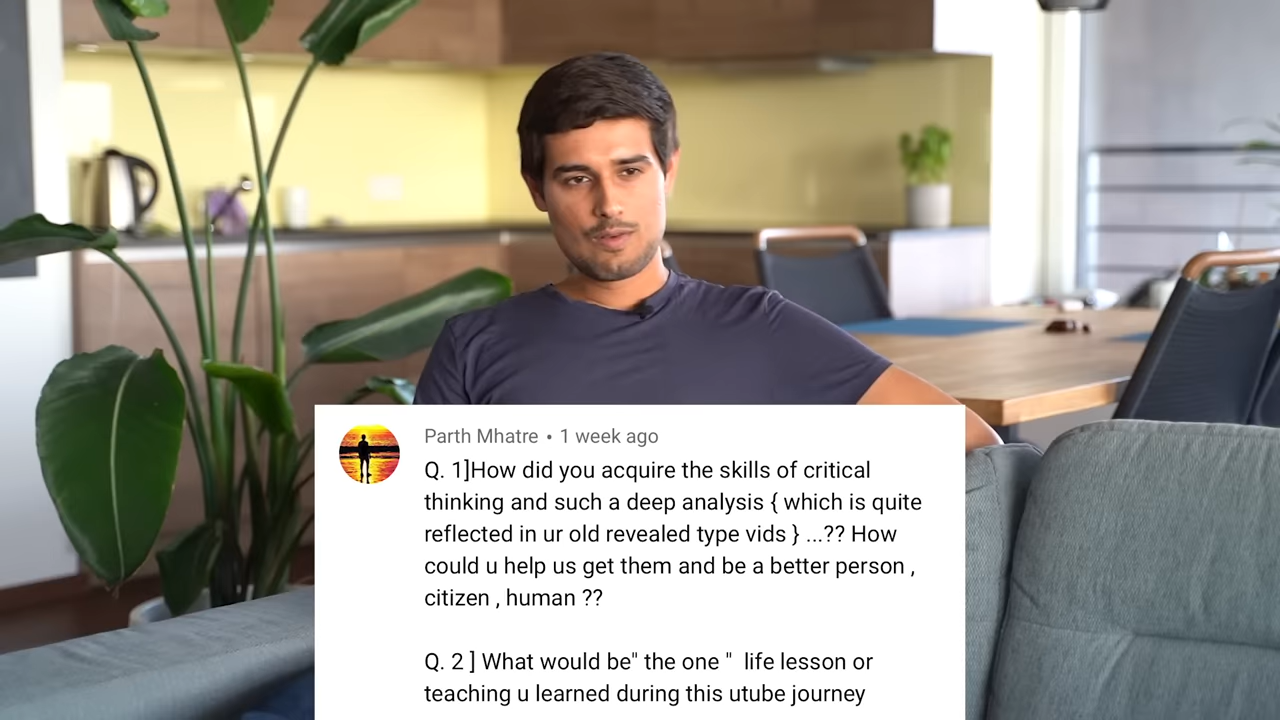 Parth Mhatre • 1 week ago
Q. 1]How did you acquire the skills of critical
thinking and such a deep analysis { which is quite
reflected in ur old revealed type vids } ...?? How
could u help us get them and be a better person ,
citizen , human ??
Q. 2 ] What would be" the one "  life lesson or
teaching u learned during this utube journey